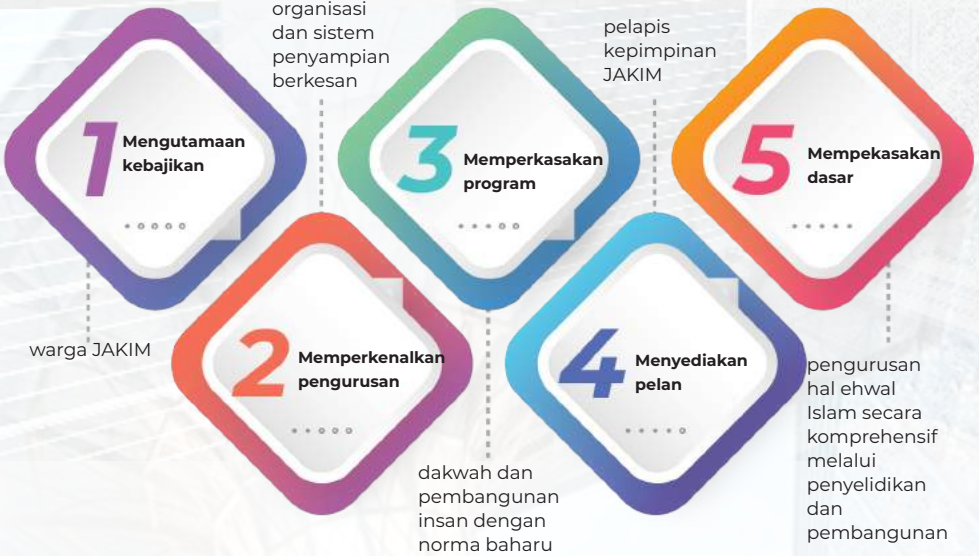 1
Mengutamaan
kebajikan
warga JAKIM
2
Memperkenalkan
pengurusan
organisasi
dan sistem
penyampian
berkesan
3
Memperkasakan
program
dakwah dan
pembangunan
insan dengan
norma baharu
4
Menyediakan
pelan
pelapis
kepimpinan
JAKIM
5
Mempekasakan
dasar
pengurusan
hal ehwal
Islam secara
komprehensif
melalui
penyelidikan
dan
pembangunan